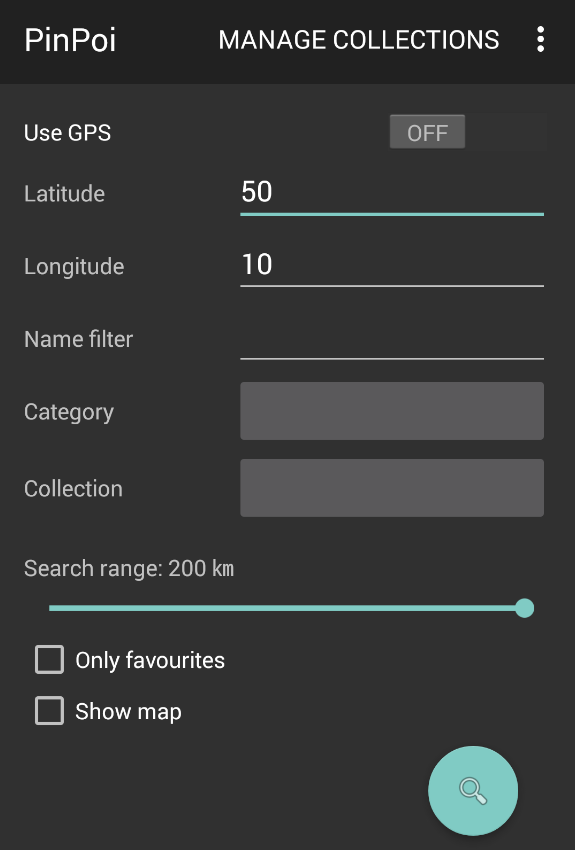 PinPoi MANAGE COLLECTIONS
Use GPS OFF
Latitude 50
Longitude 10
Name filter
Category
Collection
Search range: 200 ㎞
Only favourites
Show map